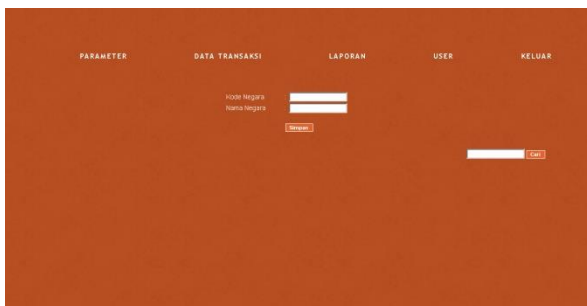 PARAMETER DATA TRANSAKSI LAPORAN USER KELUAR
Kode Negara
Nama Negara
Simpan
Cari